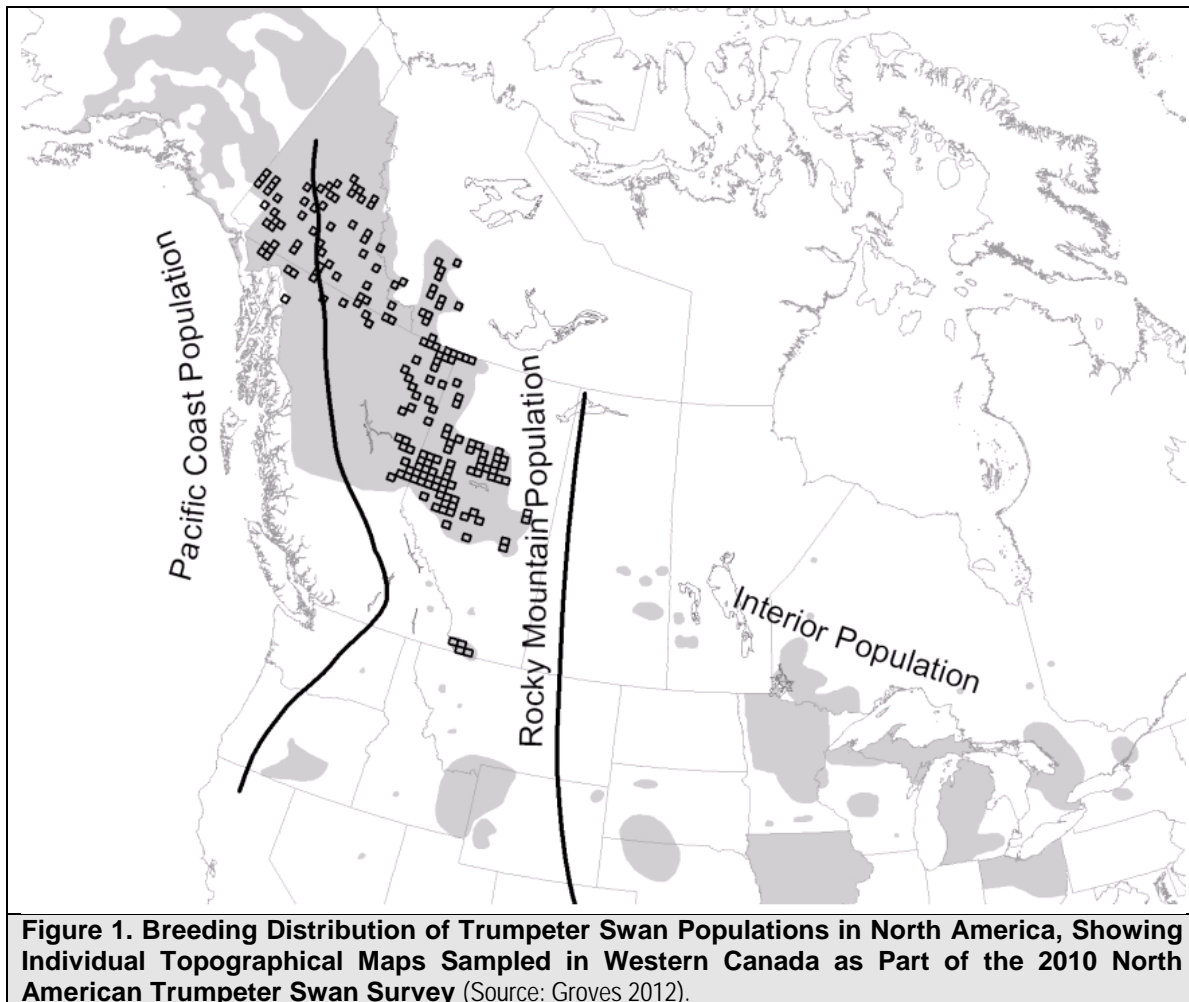 Pacific Coast Population
Rocky Mountain Population
Interior Population
Figure 1. Breeding Distribution of Trumpeter Swan Populations in North America, Showing
Individual Topographical Maps Sampled in Western Canada as Part of the 2010 North
American Trumpeter Swan Survey (Source: Groves 2012).